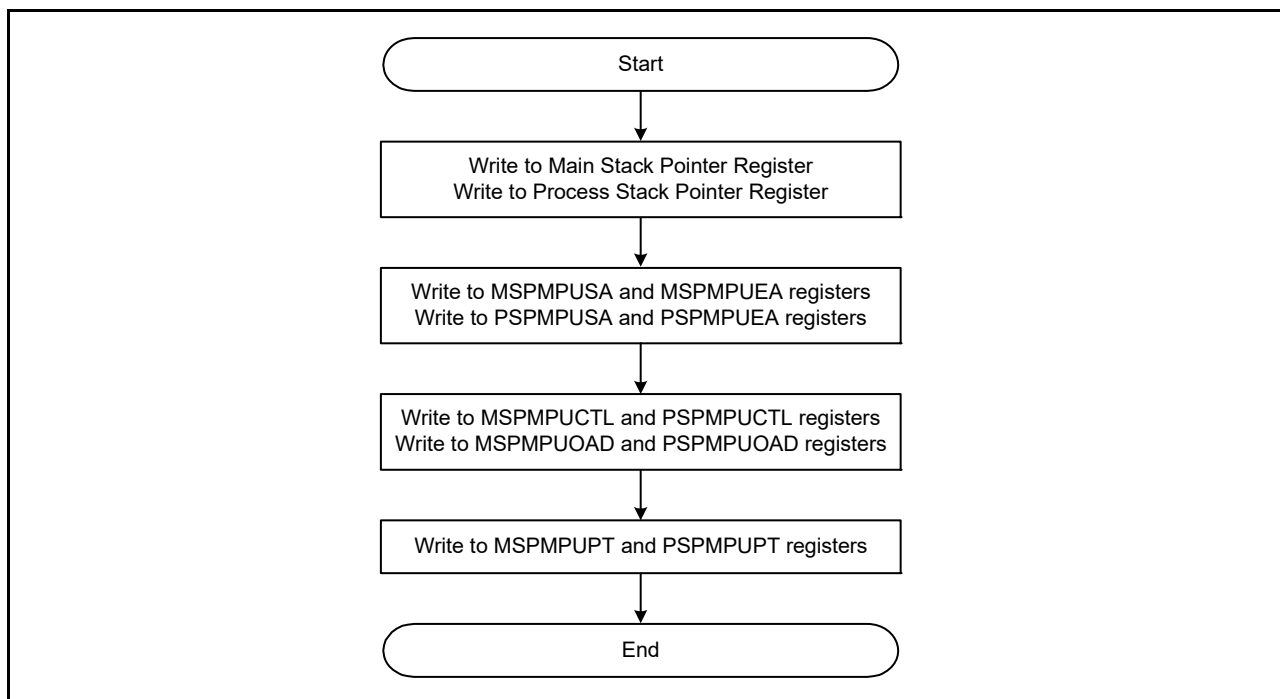 Start
Write to Main Stack Pointer Register
Write to Process Stack Pointer Register
Write to MSPMPUSA and MSPMPUEA registers
Write to PSPMPUSA and PSPMPUEA registers
Write to MSPMPUCTL and PSPMPUCTL registers
Write to MSPMPUOAD and PSPMPUOAD registers
Write to MSPMPUPT and PSPMPUPT registers
End